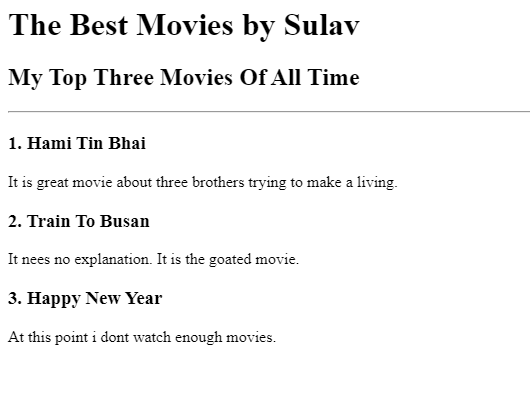 The Best Movies by Sulav
My Top Three Movies Of All Time
1. Hami Tin Bhai
It is great movie about three brothers trying to make a living.
2. Train To Busan
It nees no explanation. It is the goated movie.
3. Happy New Year
At this point i dont watch enough movies.